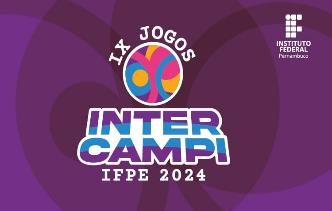 IX JOGOS
INTER
CAMPI
IFPE 2024
INSTITUTO
FEDERAL
Pernambuco